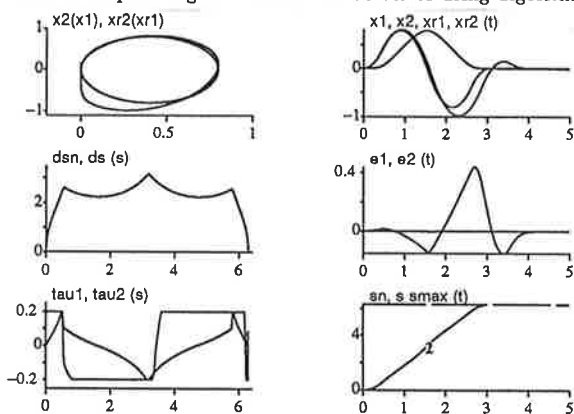 x2(x1), xr2(xr1)
1
0
-1
0 0.5 1
x1, x2, xr1, xr2 (t)
1
0
-1
0 1 2 3 4 5
dsn, ds (s)
2
0
0 2 4 6
e1, e2 (t)
0.4
0
0 1 2 3 4 5
tau1, tau2 (s)
0.2
0
-0.2
0 2 4 6
sn, s smax (t)
4
0
2
0 1 2 3 4 5